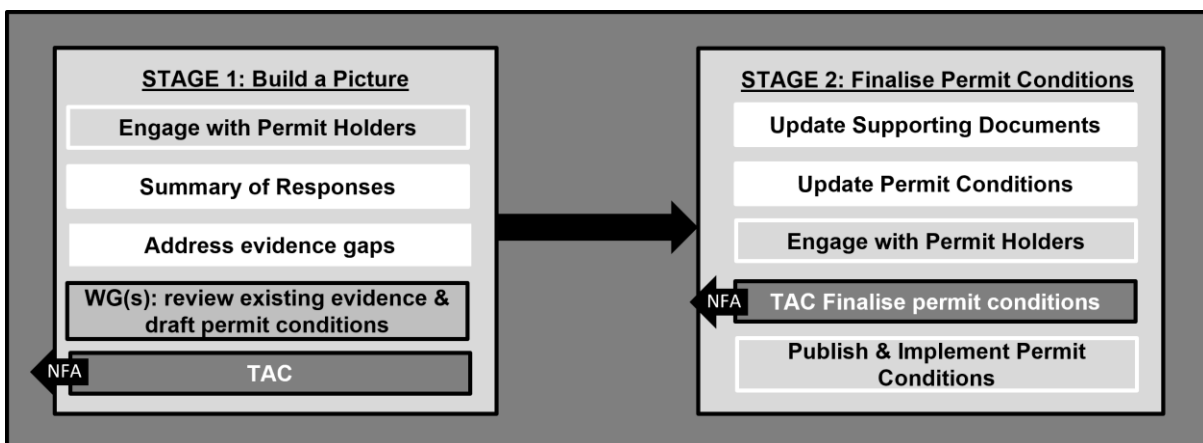 STAGE 1: Build a Picture
Engage with Permit Holders
Summary of Responses
Address evidence gaps
WG(s): review existing evidence &
draft permit conditions
NFA
TAC
STAGE 2: Finalise Permit Conditions
Update Supporting Documents
Update Permit Conditions
Engage with Permit Holders
NFA
TAC Finalise permit conditions
Publish & Implement Permit
Conditions